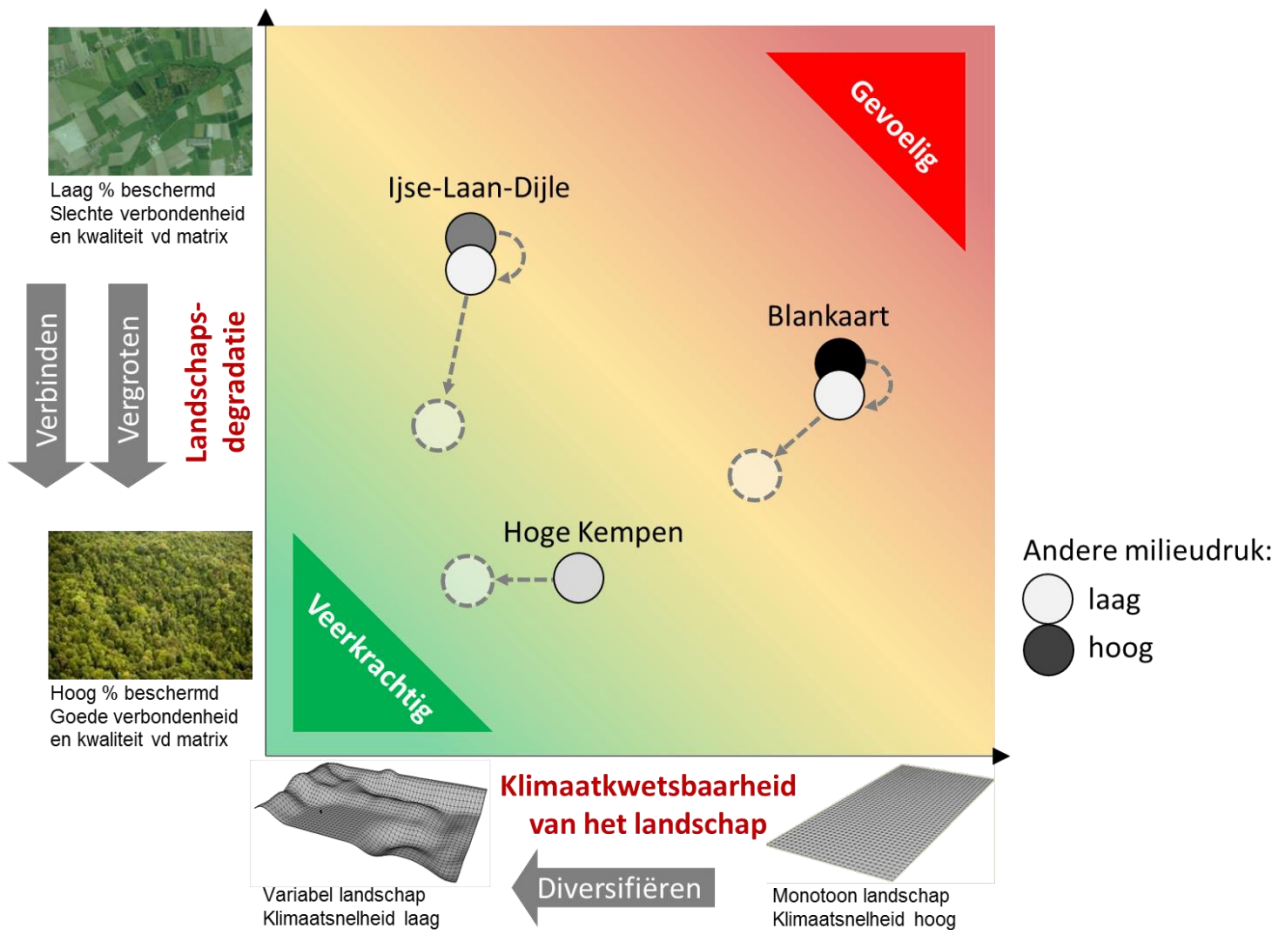 Laag % beschermd
Slechte verbondenheid
en kwaliteit vd matrix
Verbinden
Vergroten
Landschaps-
degradatie
Hoog % beschermd
Goede verbondenheid
en kwaliteit vd matrix
Gevoelig
Ijse-Laan-Dijle
Blankaart
Hoge Kempen
Veerkrachtig
Andere milieudruk:
laag
hoog
Klimaatkwetsbaarheid
van het landschap
Diversifiëren
Variabel landschap
Klimaatsnelheid laag
Monotoon landschap
Klimaatsnelheid hoog